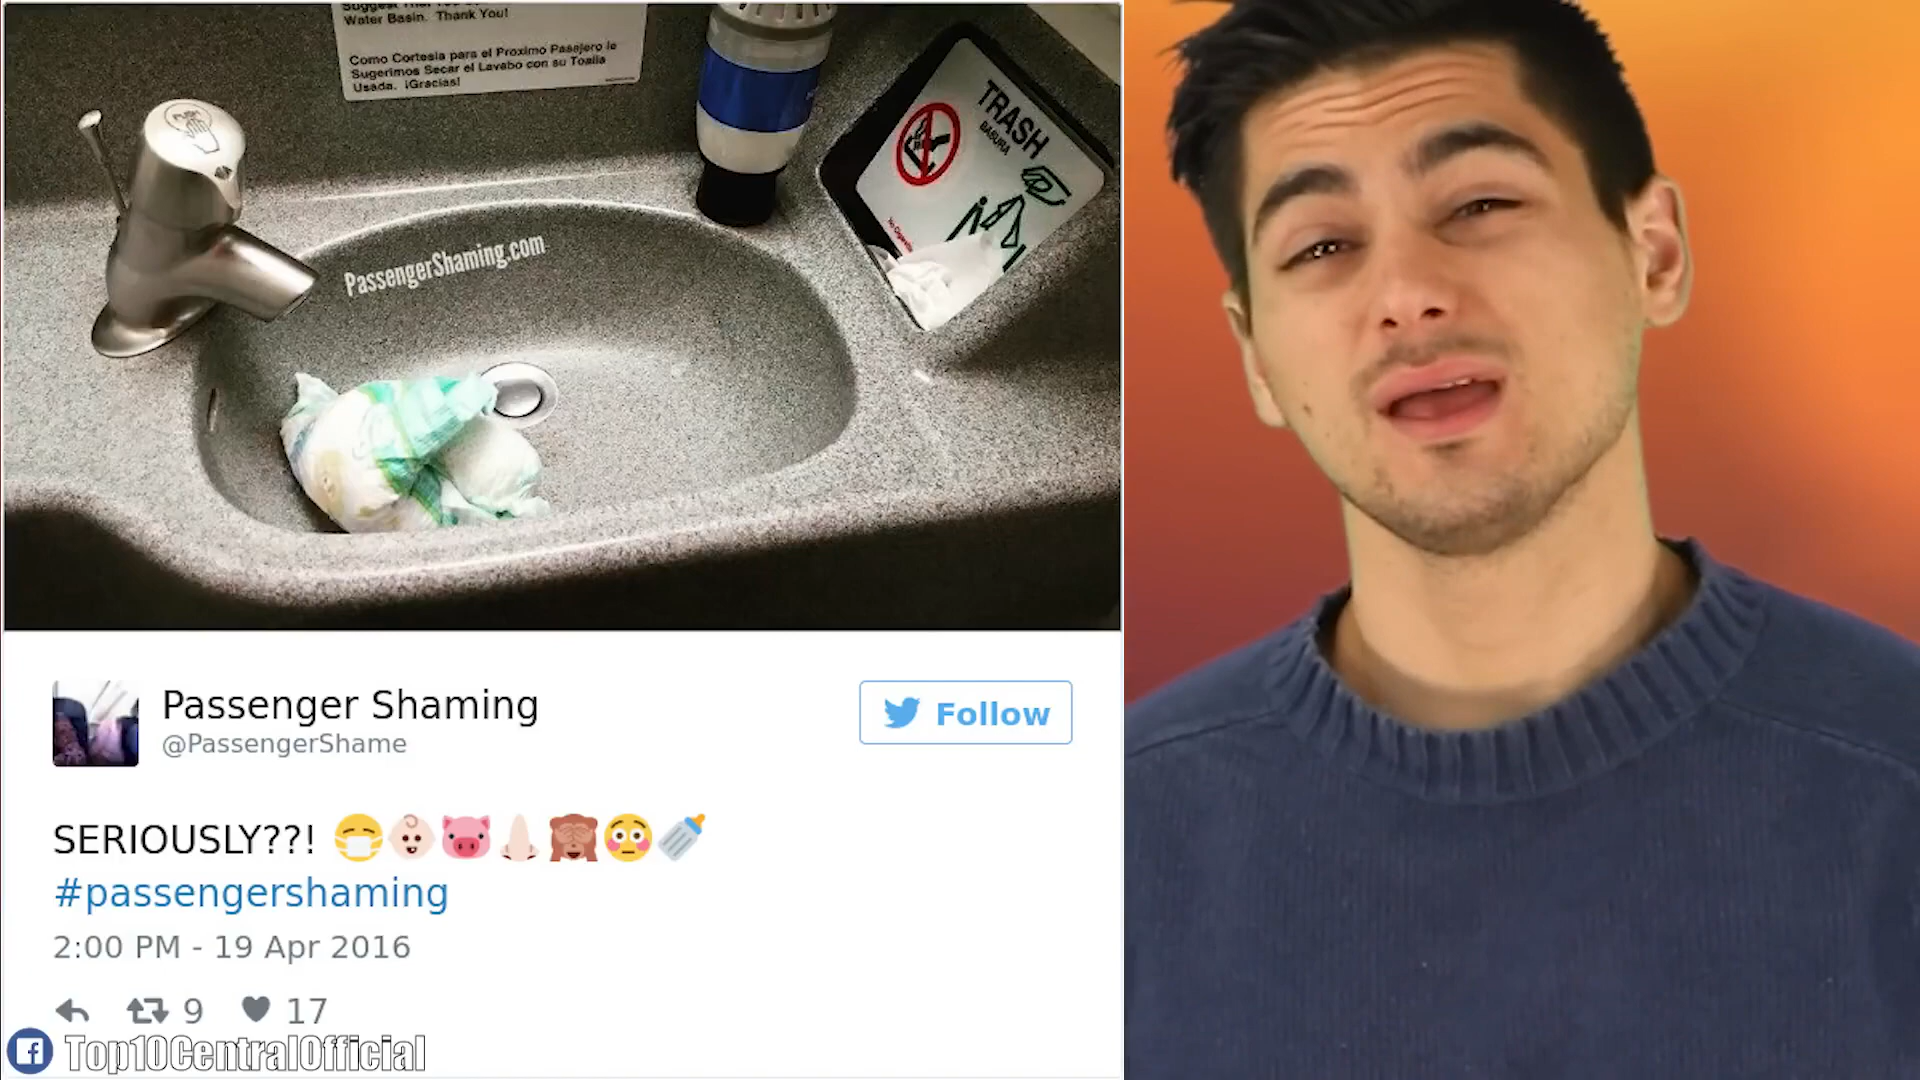 Water Basin. Thank You!
Como Cortesia para el Proximo Pasajero le
Sugerimos Secar el Lavabo con su Toalla
Usada. ¡Gracias!
PUSH
TRASH
BASURA
PassengerShaming.com
Passenger Shaming
@PassengerShame
Follow
SERIOUSLY??! 😷👶🐷👃🙈😳🍼
#passengershaming
2:00 PM - 19 Apr 2016
9 17
Top10CentralOfficial